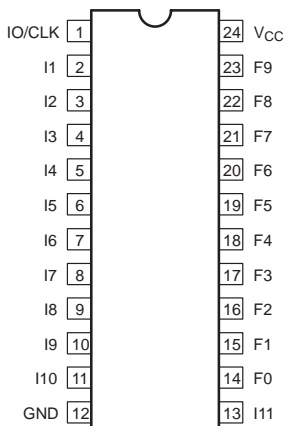 IO/CLK 1 24 VCC
I1 2 23 F9
I2 3 22 F8
I3 4 21 F7
I4 5 20 F6
I5 6 19 F5
I6 7 18 F4
I7 8 17 F3
I8 9 16 F2
I9 10 15 F1
I10 11 14 F0
GND 12 13 I11